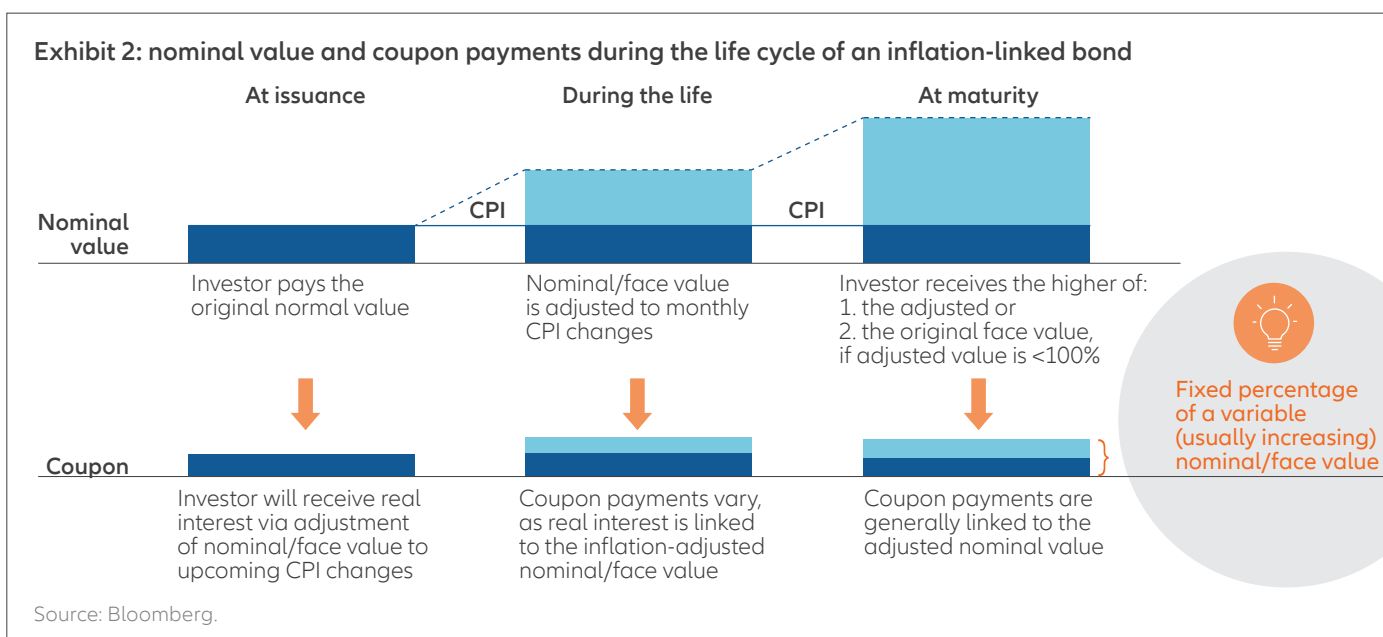 Exhibit 2: nominal value and coupon payments during the life cycle of an inflation-linked bond
At issuance
During the life
At maturity
CPI
CPI
Nominal
value
Investor pays the
original normal value
Nominal/face value
is adjusted to monthly
CPI changes
Investor receives the higher of:
1. the adjusted or
2. the original face value,
if adjusted value is <100%
Fixed percentage
of a variable
(usually increasing)
nominal/face value
Coupon
Investor will receive real
interest via adjustment
of nominal/face value to
upcoming CPI changes
Coupon payments vary,
as real interest is linked
to the inflation-adjusted
nominal/face value
Coupon payments are
generally linked to the
adjusted nominal value
Source: Bloomberg.